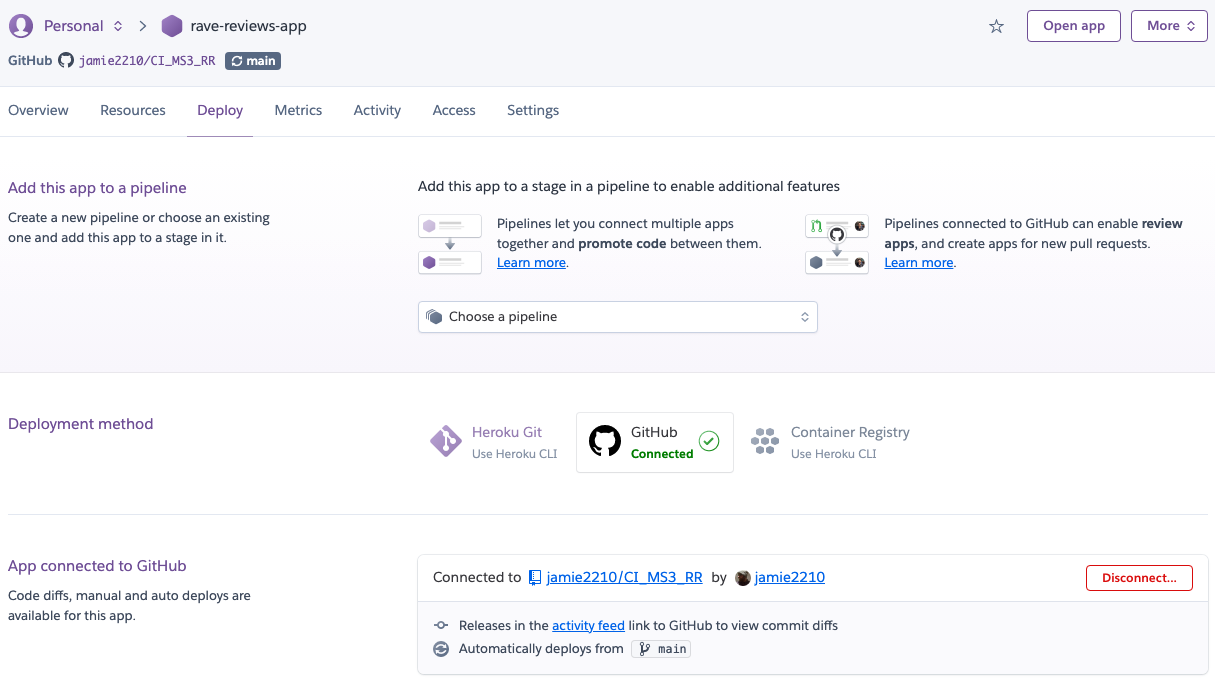 Personal rave-reviews-app Open app More
GitHub jamie2210/CI_MS3_RR main
Overview Resources Deploy Metrics Activity Access Settings
Add this app to a pipeline
Create a new pipeline or choose an existing
one and add this app to a stage in it.
Add this app to a stage in a pipeline to enable additional features
Pipelines let you connect multiple apps
together and promote code between them.
Learn more.
Pipelines connected to GitHub can enable review
apps, and create apps for new pull requests.
Learn more.
Choose a pipeline
Deployment method
Heroku Git
Use Heroku CLI
GitHub
Connected
Container Registry
Use Heroku CLI
App connected to GitHub
Code diffs, manual and auto deploys are
available for this app.
Connected to jamie2210/CI_MS3_RR by jamie2210 Disconnect...
Releases in the activity feed link to GitHub to view commit diffs
Automatically deploys from main